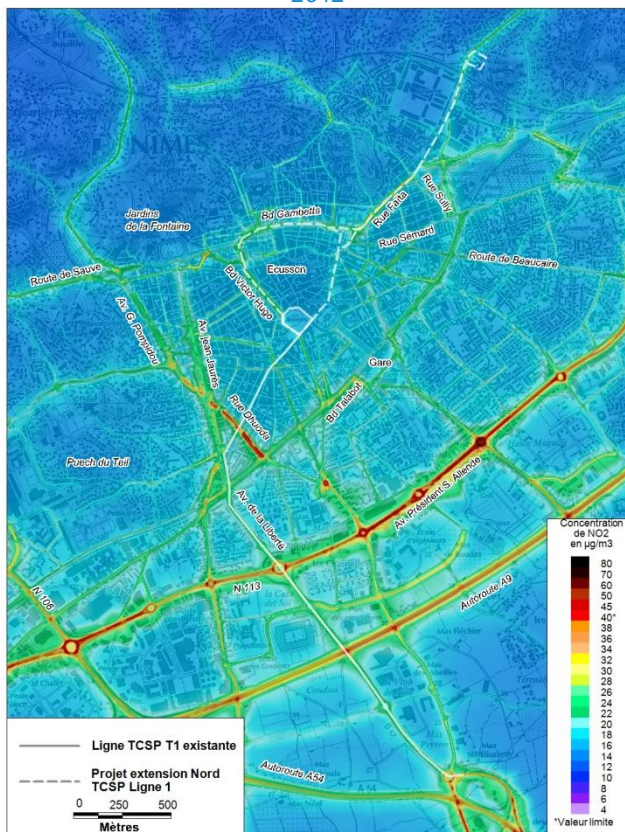 2012
NÎMES
Jardins
de la Fontaine
Bd Gambetta
Rue Faïta
Rue Sully
Rue Sémard
Route de Beaucaire
Route de Sauve
Ecusson
Bd Victor Hugo
Av. G. Pompidou
Av. jean Jaurès
Rue Dhuoda
Gare
Bd Talabot
Puech du Teil
Av. de la Liberté
Av. Président S. Allende
N 106
N 113
Autoroute A9
Autoroute A54
A 54
Concentration
de NO2
en µg/m3
80
70
60
50
45
40*
38
36
34
32
30
28
26
24
22
20
18
16
14
12
10
8
6
4
*Valeur limite
Ligne TCSP T1 existante
Projet extension Nord
TCSP Ligne 1
0 250 500
Mètres